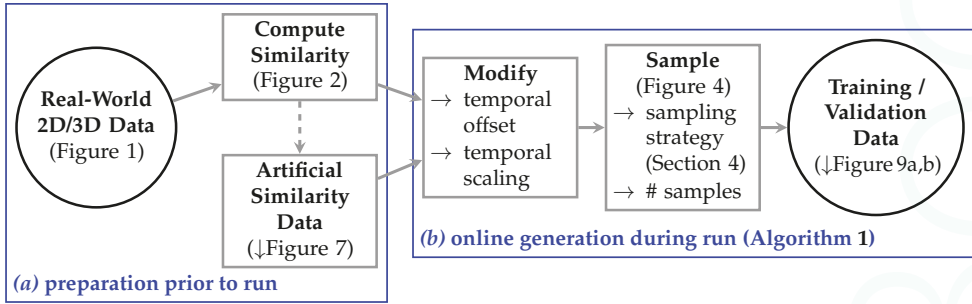 Real-World
2D/3D Data
(Figure 1)
Compute
Similarity
(Figure 2)
Artificial
Similarity
Data
(↓Figure 7)
(a) preparation prior to run
Modify
→ temporal
offset
→ temporal
scaling
Sample
(Figure 4)
→ sampling
strategy
(Section 4)
→ # samples
Training /
Validation
Data
(↓Figure 9a,b)
(b) online generation during run (Algorithm 1)